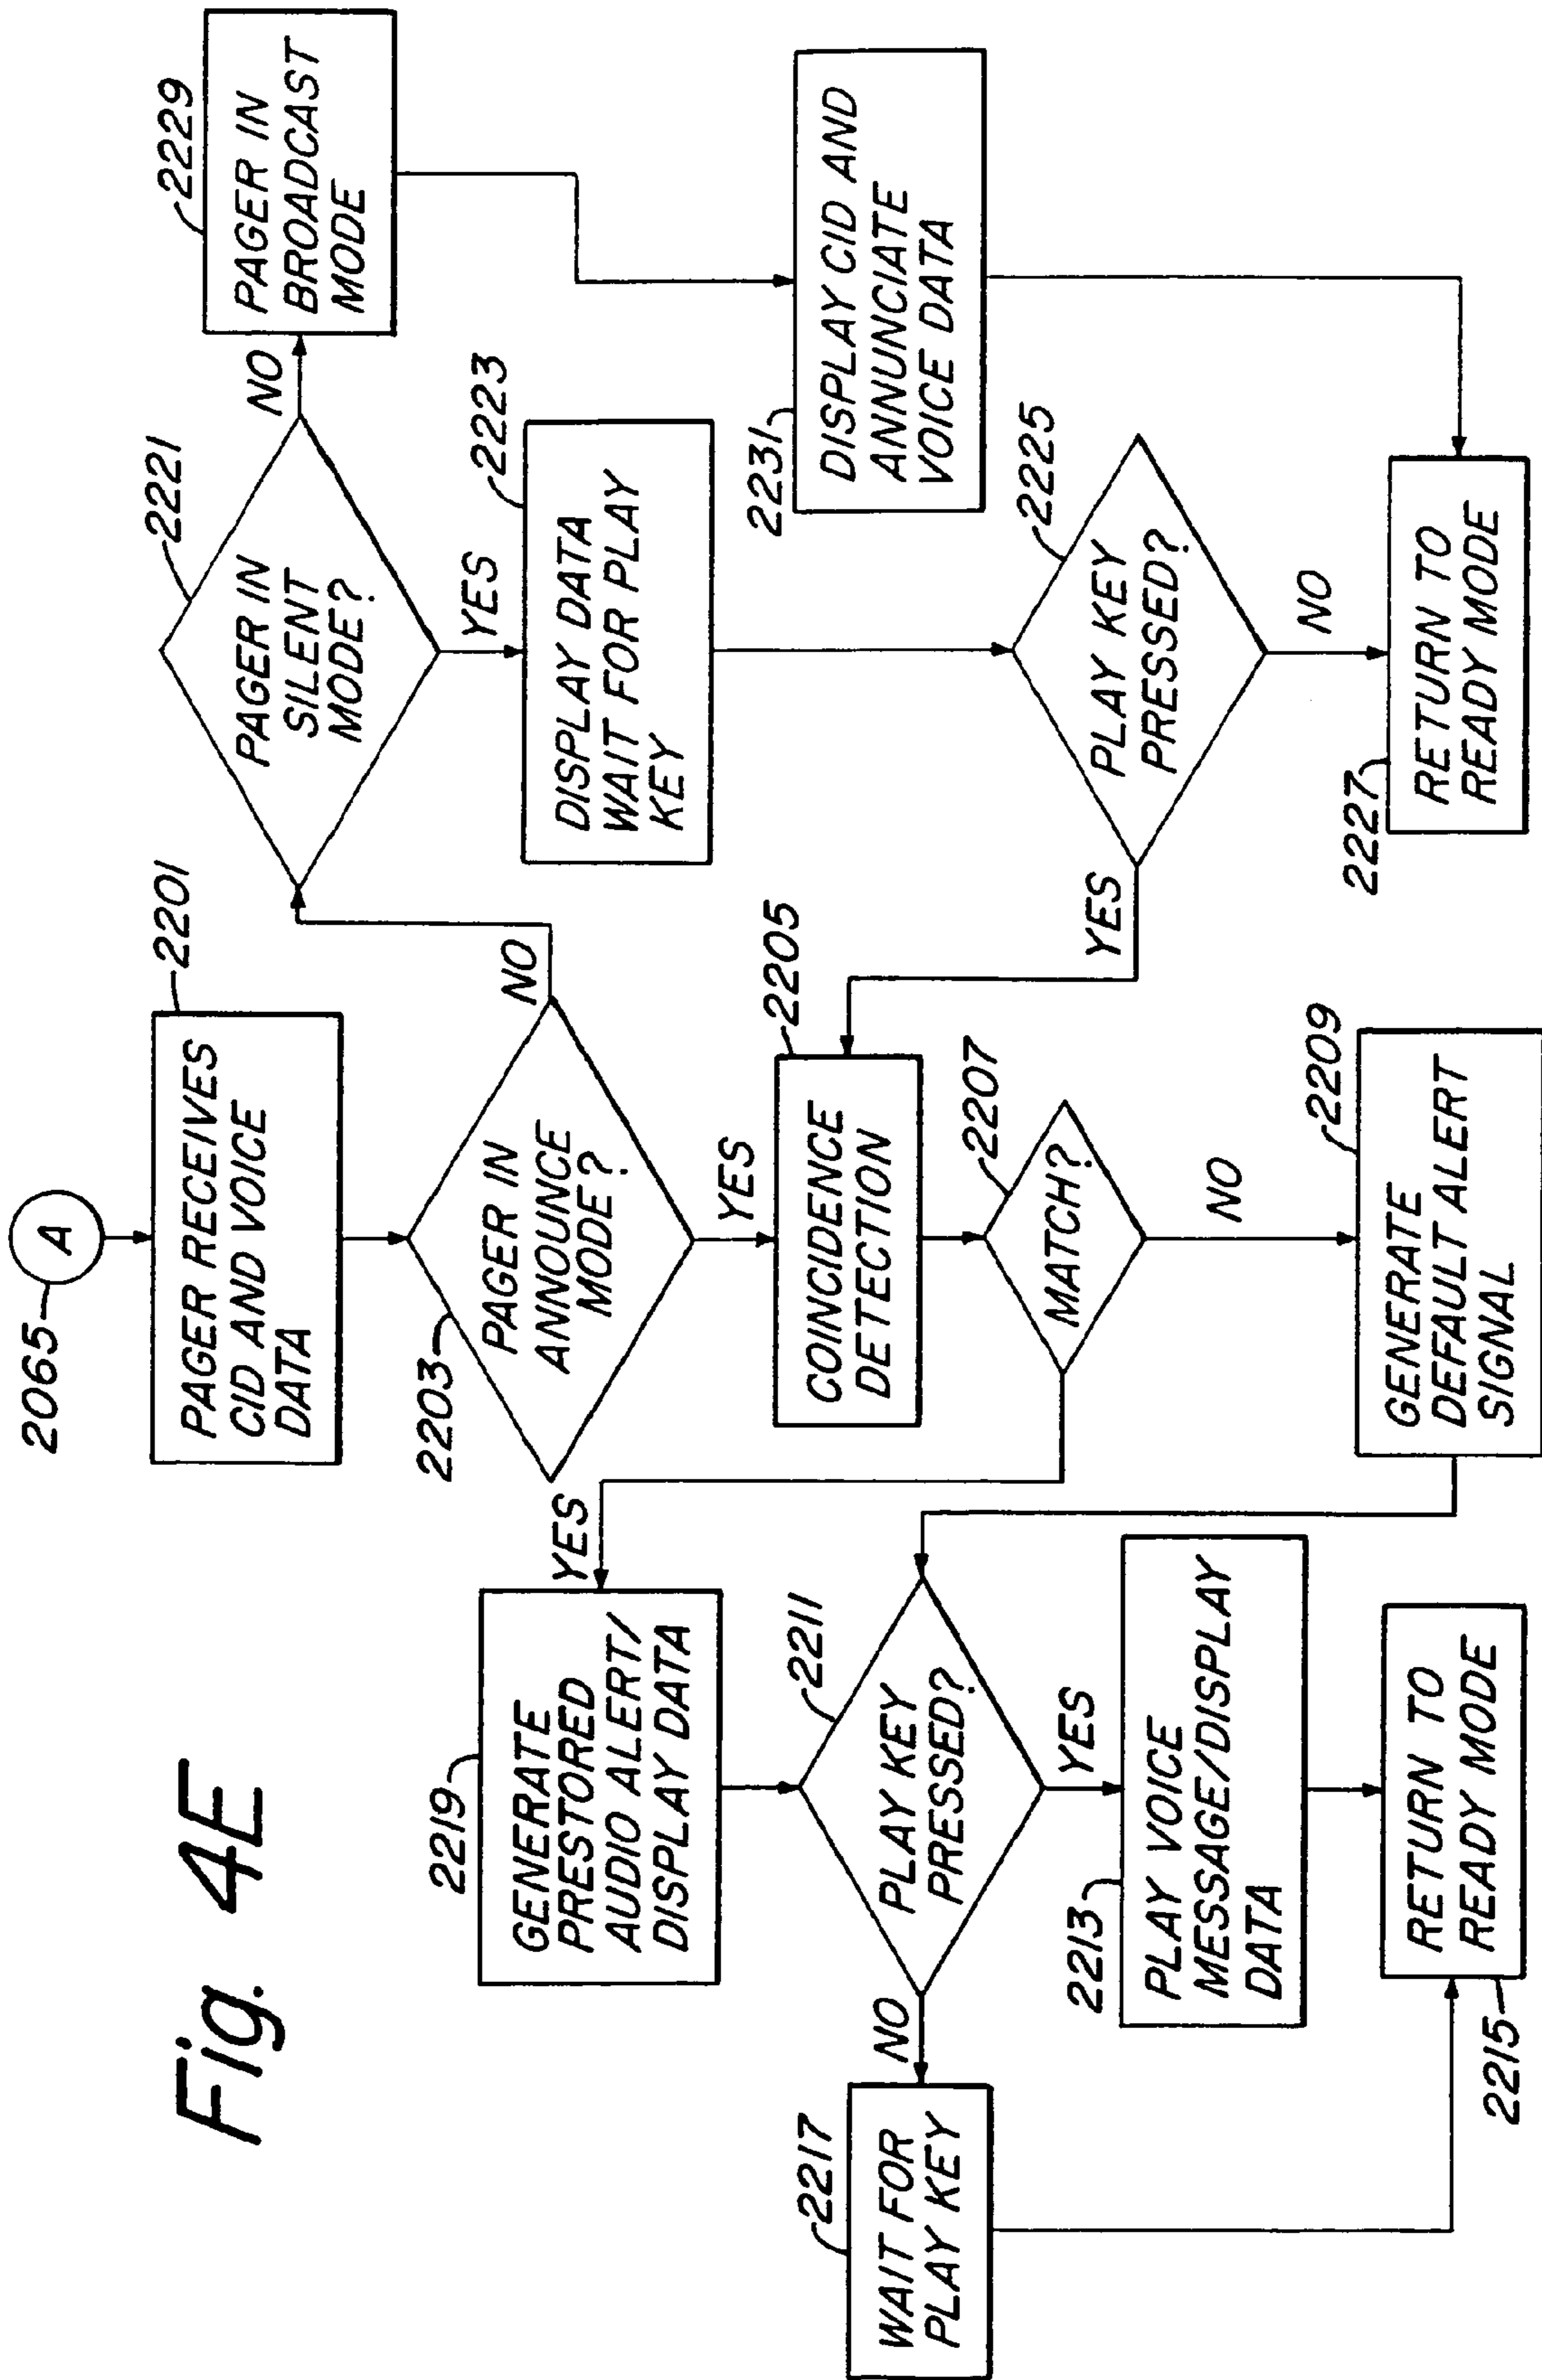 Fig. 4E
2065
A
2201
PAGER RECEIVES
CID AND VOICE
DATA
2203
PAGER IN
ANNOUNCE
MODE?
NO
YES
2221
PAGER IN
SILENT
MODE?
NO
YES
2229
PAGER IN
BROADCAST
MODE
2223
DISPLAY DATA
WAIT FOR PLAY
KEY
2231
DISPLAY CID AND
ANNUNCIATE
VOICE DATA
2205
COINCIDENCE
DETECTION
2225
PLAY KEY
PRESSED?
YES
NO
2227
RETURN TO
READY MODE
2207
MATCH?
YES
NO
2209
GENERATE
DEFAULT ALERT
SIGNAL
2219
GENERATE
PRESTORED
AUDIO ALERT/
DISPLAY DATA
2211
PLAY KEY
PRESSED?
NO
YES
2217
WAIT FOR
PLAY KEY
2213
PLAY VOICE
MESSAGE/DISPLAY
DATA
2215
RETURN TO
READY MODE